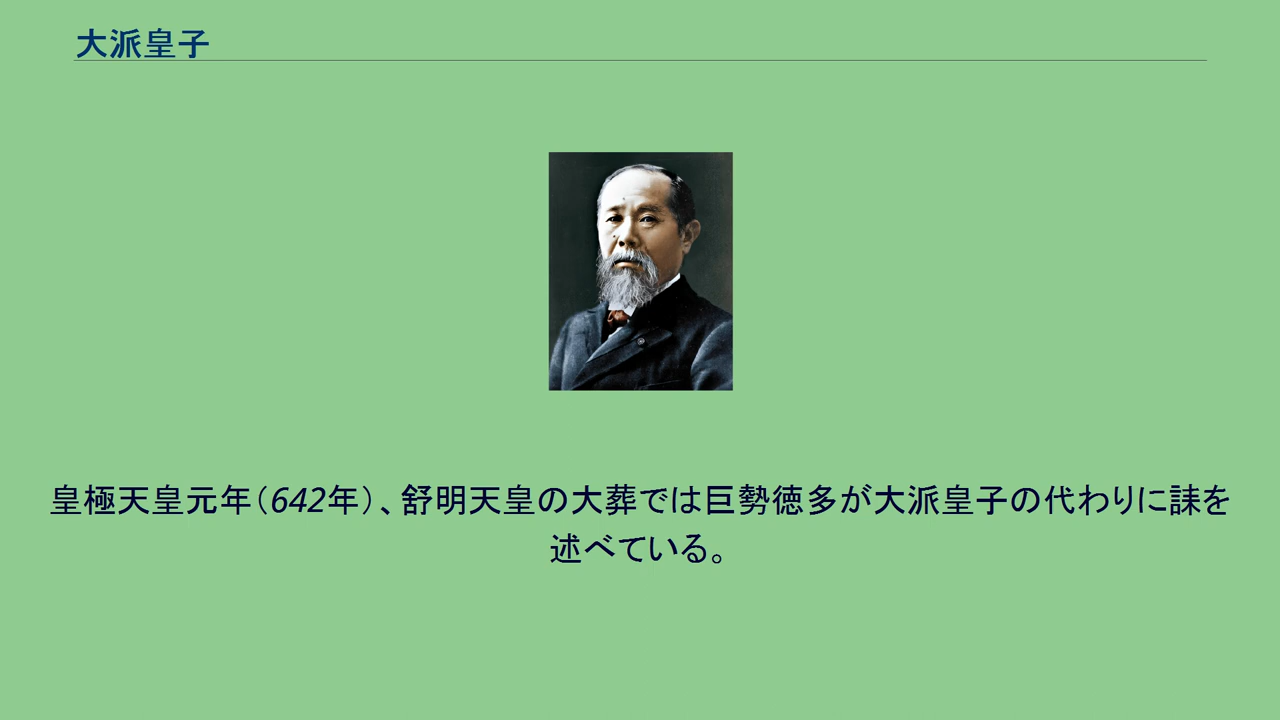 大派皇子
皇極天皇元年（642年）、舒明天皇の大葬では巨勢徳多が大派皇子の代わりに誄を
述べている。